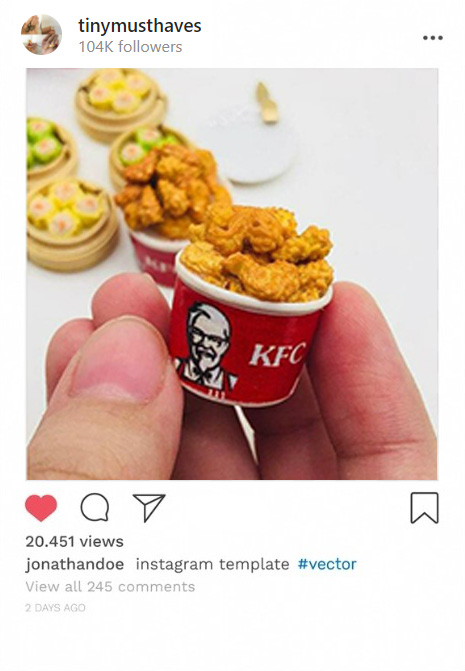 tinymusthaves
104K followers
KFC
20.451 views
jonathandoe instagram template #vector
View all 245 comments
2 DAYS AGO